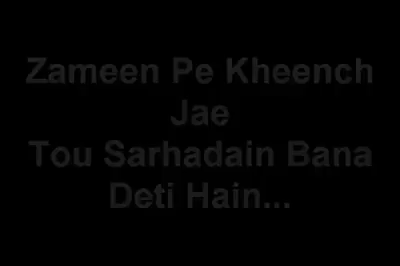 Zameen Pe Kheench
Jae
Tou Sarhadain Bana
Deti Hain...